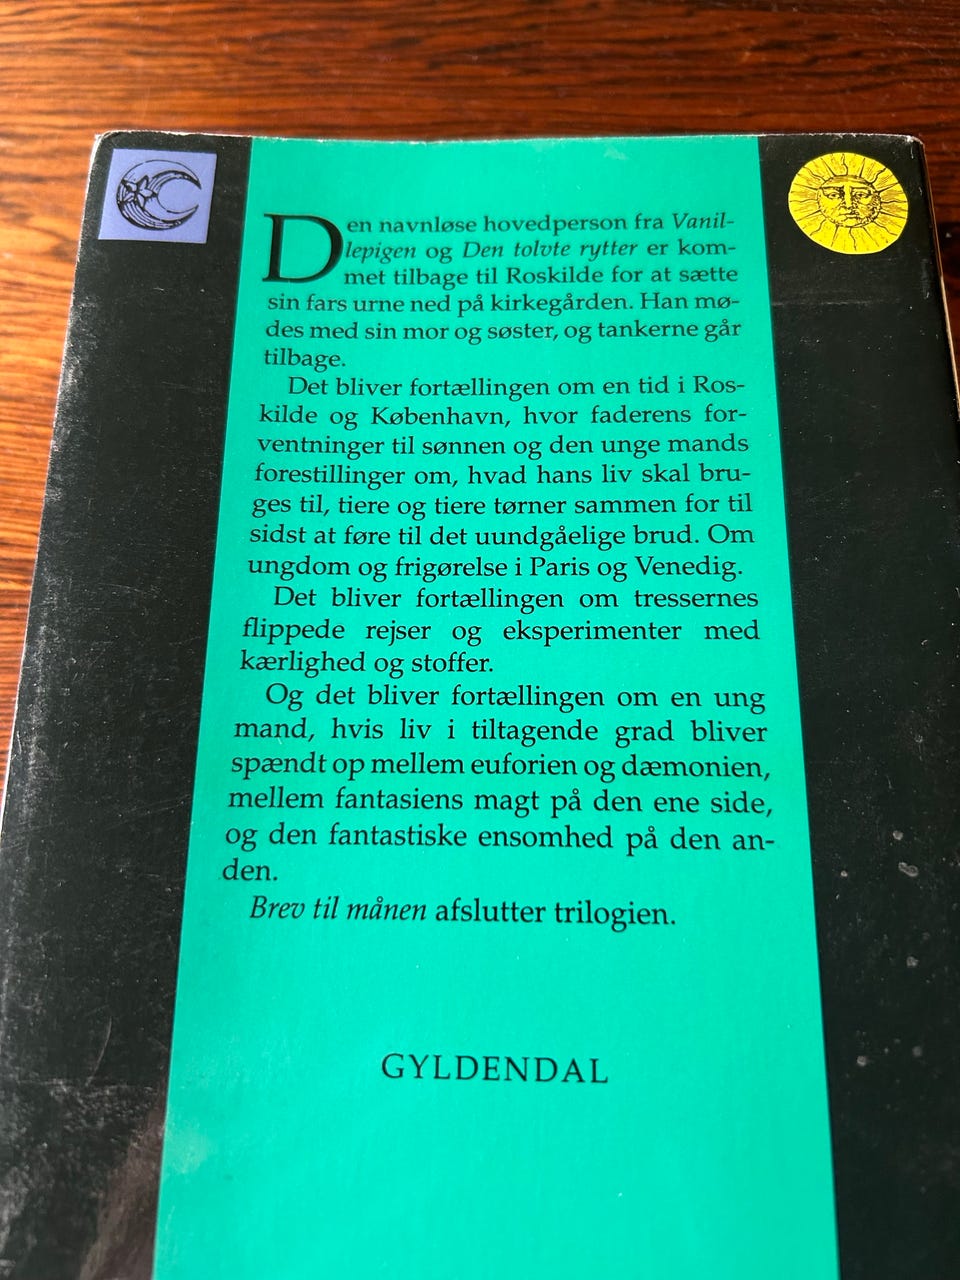 Den navnløse hovedperson fra Vanil-
lepigen og Den tolvte rytter er kom-
met tilbage til Roskilde for at sætte
sin fars urne ned på kirkegården. Han mø-
des med sin mor og søster, og tankerne går
tilbage.
Det bliver fortællingen om en tid i Ros-
kilde og København, hvor faderens for-
ventninger til sønnen og den unge mands
forestillinger om, hvad hans liv skal bru-
ges til, tiere og tiere tørner sammen for til
sidst at føre til det uundgåelige brud. Om
ungdom og frigørelse i Paris og Venedig.
Det bliver fortællingen om tressernes
flippede rejser og eksperimenter med
kærlighed og stoffer.
Og det bliver fortællingen om en ung
mand, hvis liv i tiltagende grad bliver
spændt op mellem euforien og dæmonien,
mellem fantasiens magt på den ene side,
og den fantastiske ensomhed på den an-
den.
Brev til månen afslutter trilogien.
GYLDENDAL